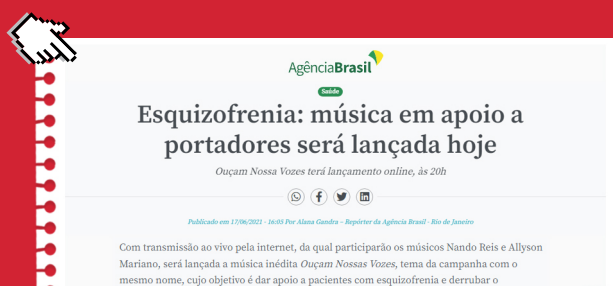 AgênciaBrasil
Saúde
Esquizofrenia: música em apoio a
portadores será lançada hoje
Ouçam Nossa Vozes terá lançamento online, às 20h
Publicado em 17/06/2021 - 16:05 Por Alana Gandra – Repórter da Agência Brasil - Rio de Janeiro
Com transmissão ao vivo pela internet, da qual participarão os músicos Nando Reis e Allyson
Mariano, será lançada a música inédita Ouçam Nossas Vozes, tema da campanha com o
mesmo nome, cujo objetivo é dar apoio a pacientes com esquizofrenia e derrubar o